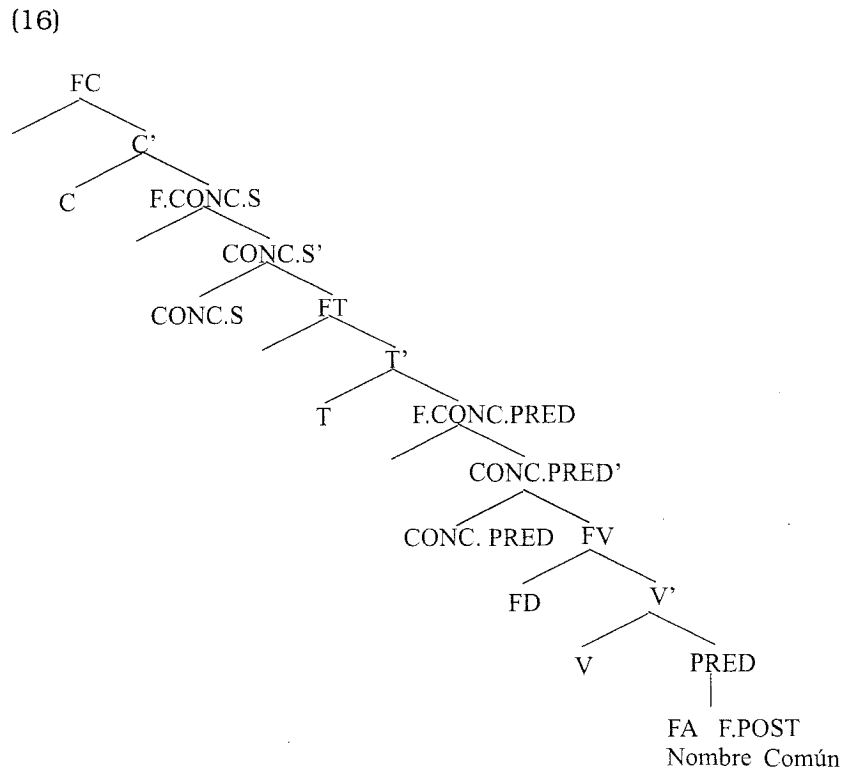 (16)
FC
C'
C
F.CONC.S
CONC.S'
CONC.S
FT
T'
T
F.CONC.PRED
CONC.PRED'
CONC. PRED
FV
FD
V'
V
PRED
FA F.POST
Nombre Común